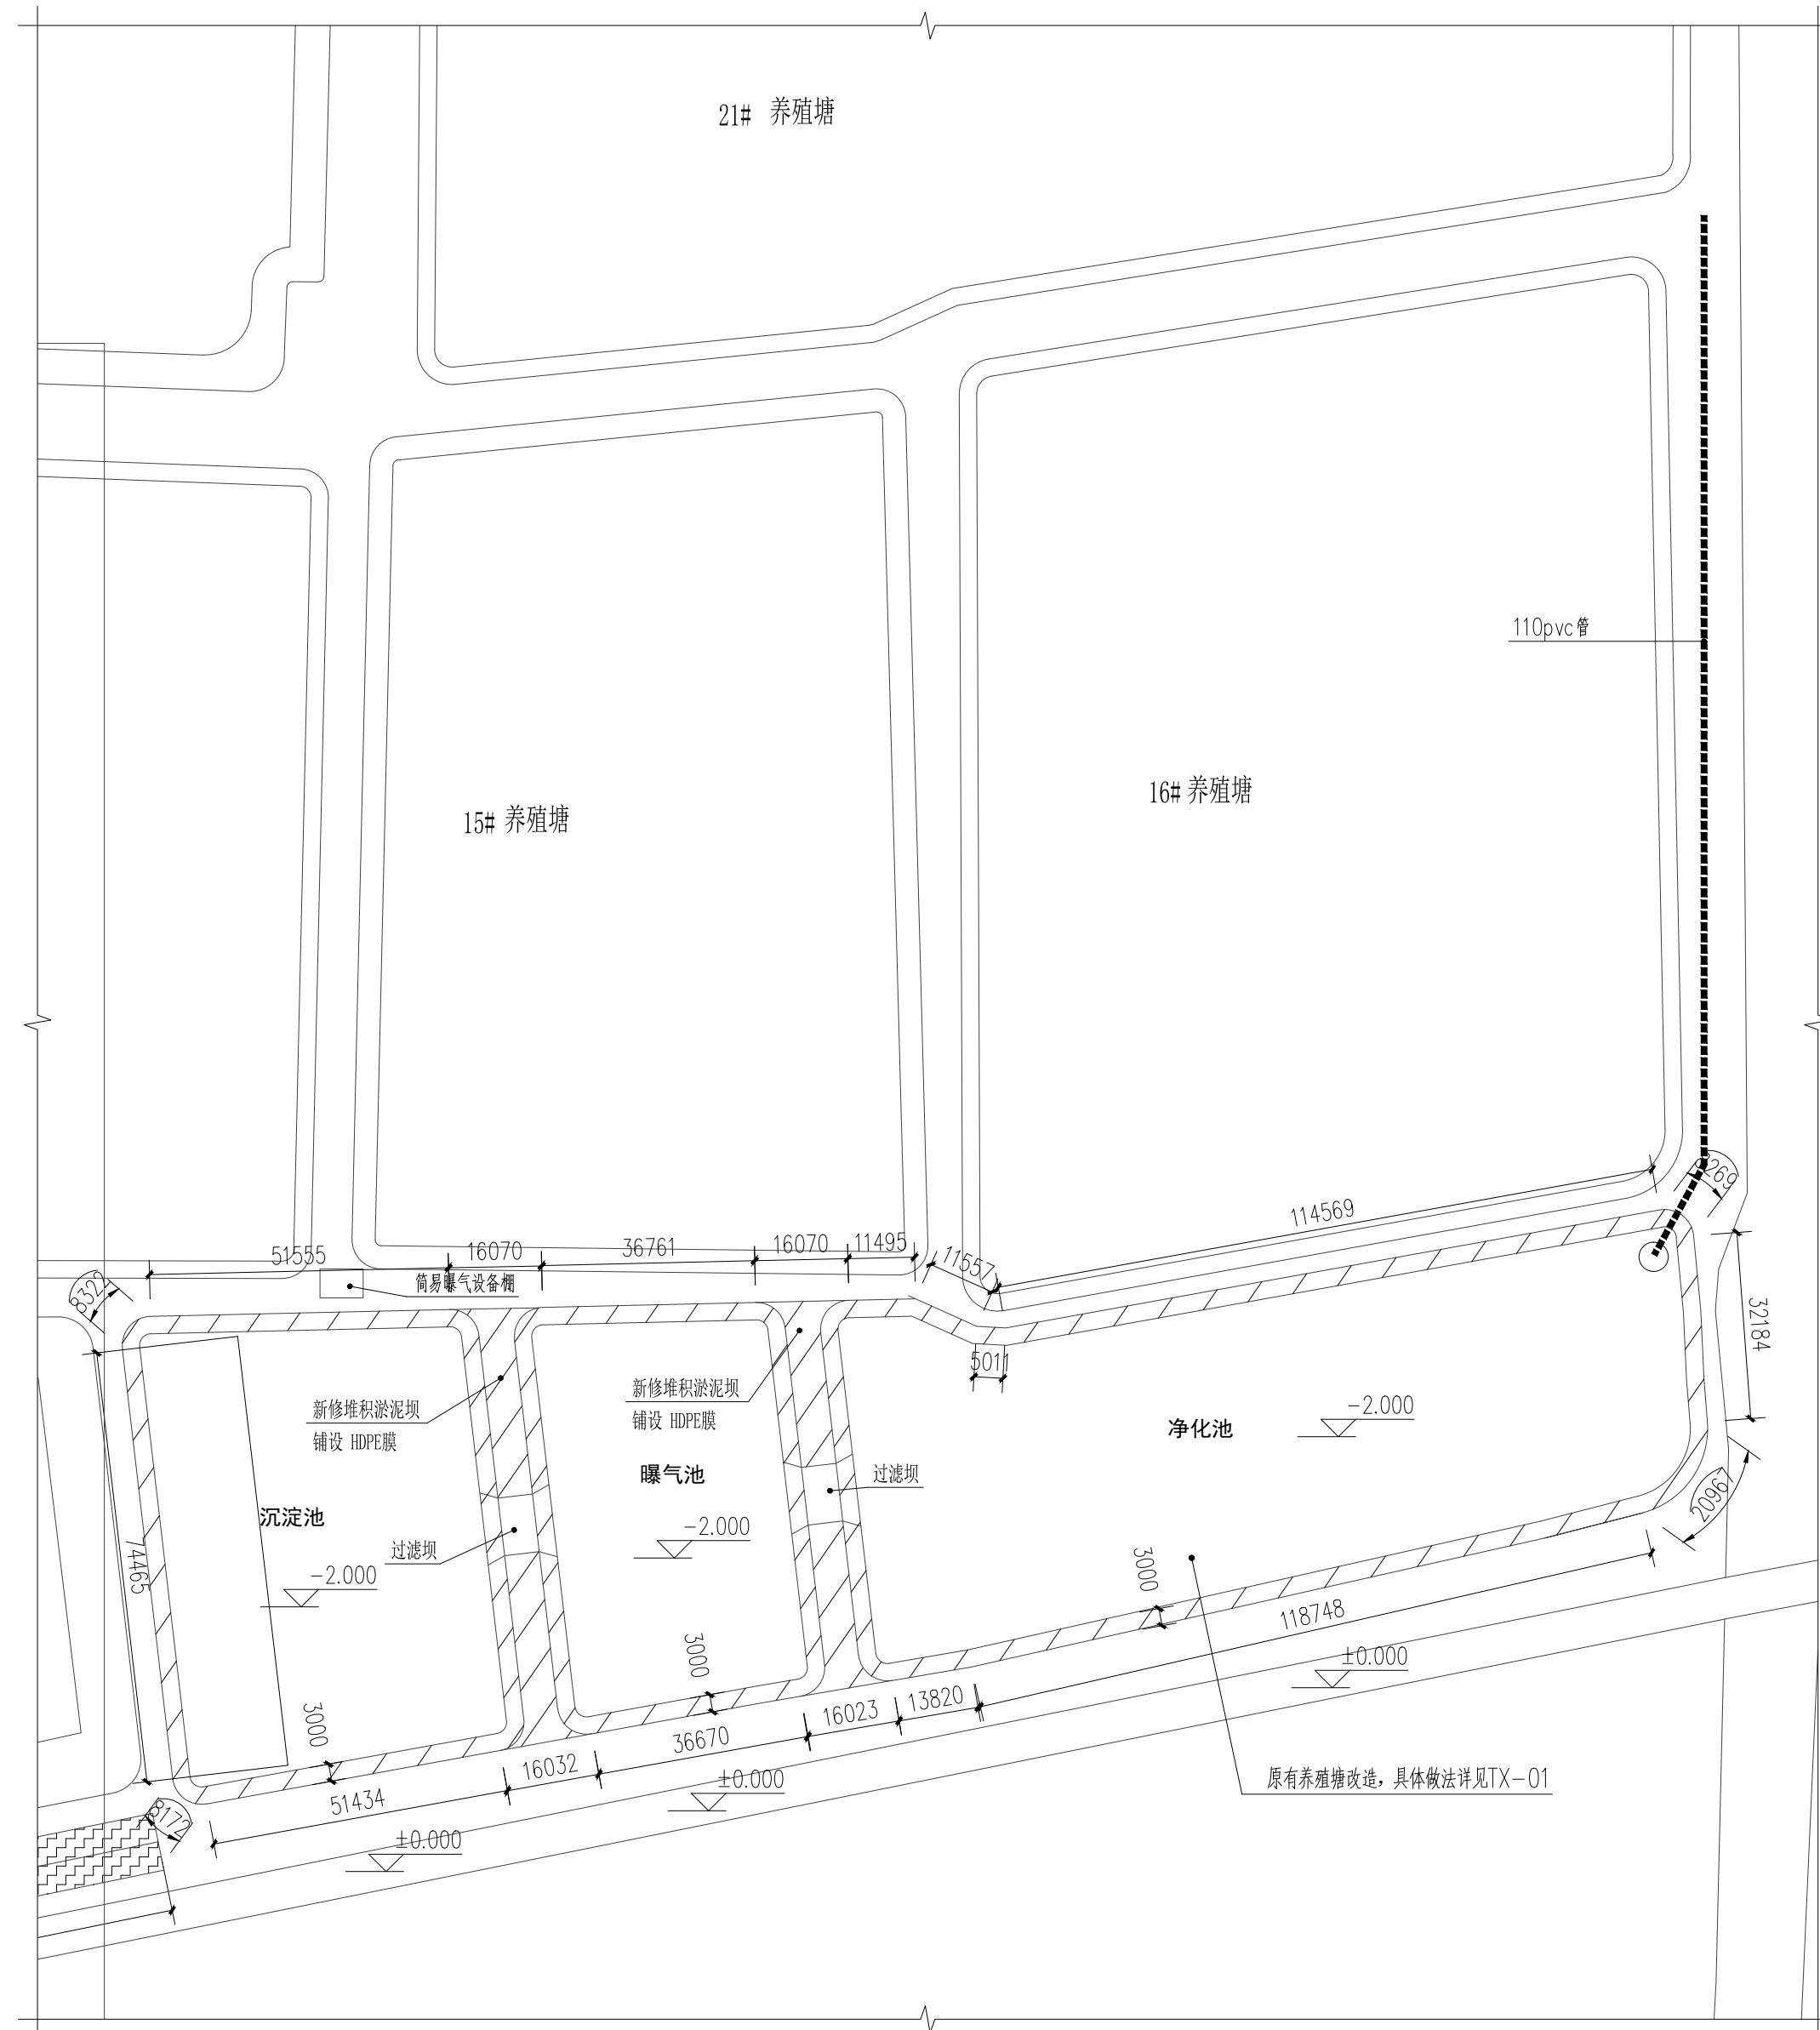 21# 养殖塘
110pvc管
16# 养殖塘
15# 养殖塘
8269
114569
51555
16070
36761
16070
11495
11557
8322
简易曝气设备棚
32184
5011
新修堆积淤泥坝
铺设 HDPE膜
新修堆积淤泥坝
铺设 HDPE膜
-2.000
净化池
曝气池
过滤坝
沉淀池
20967
-2.000
过滤坝
74465
-2.000
3000
118748
3000
±0.000
3000
16023
13820
36670
16032
±0.000
原有养殖塘改造，具体做法详见TX-01
51434
8172
±0.000